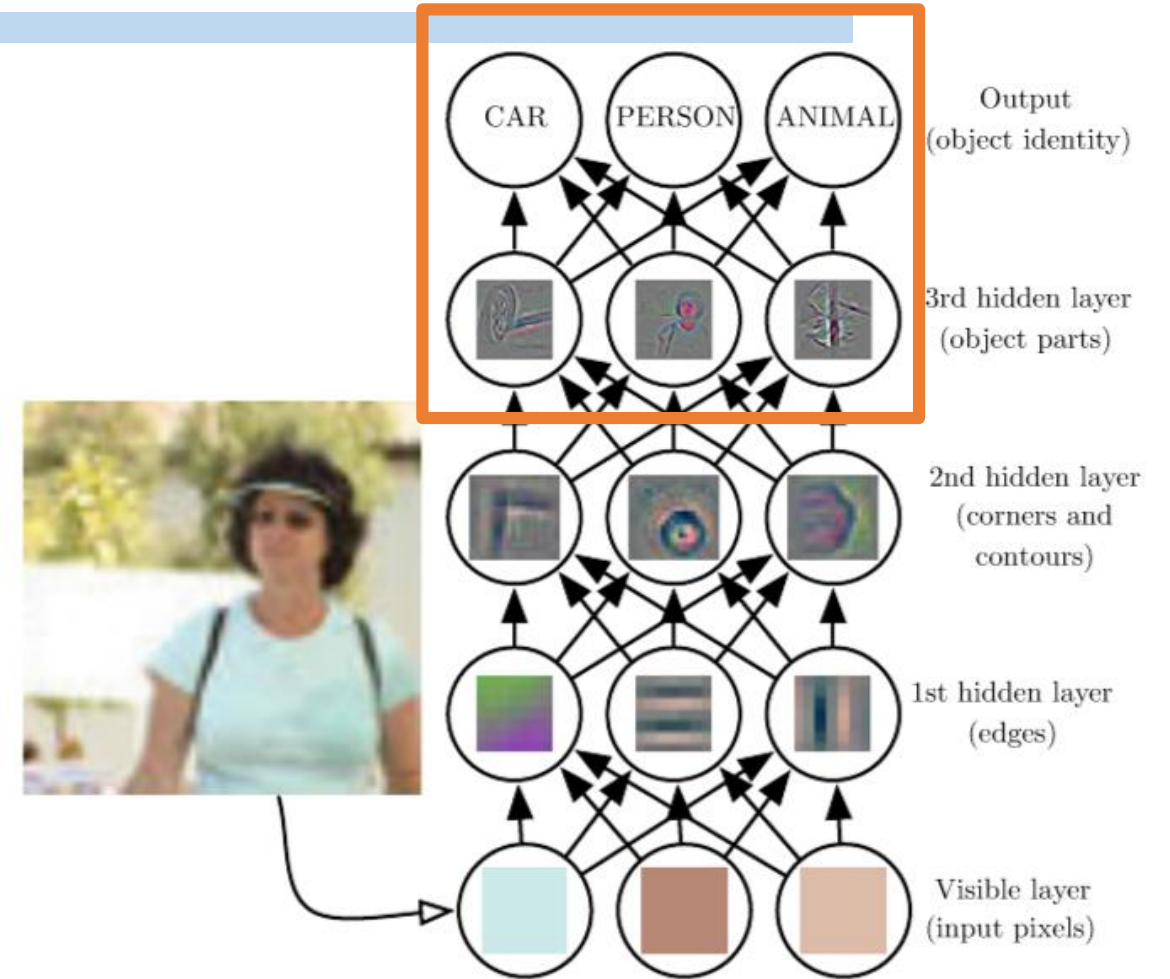 CAR
PERSON
ANIMAL
Output
(object identity)
3rd hidden layer
(object parts)
2nd hidden layer
(corners and
contours)
1st hidden layer
(edges)
Visible layer
(input pixels)